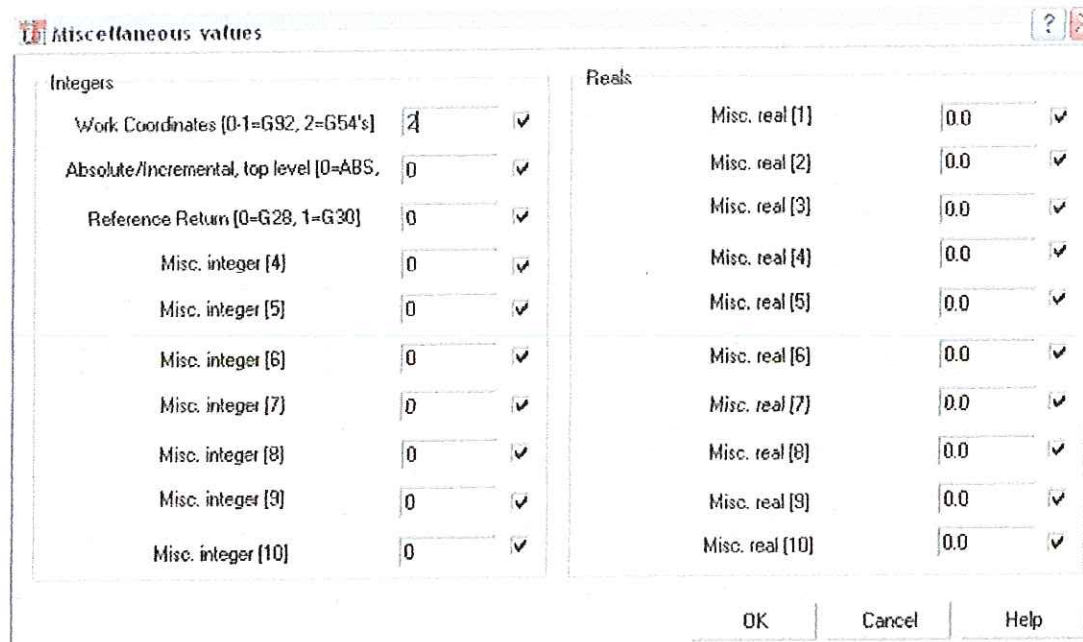 Miscellaneous values
?
Integers
Work Coordinates [0-1=G92, 2=G54's] 2
Absolute/Incremental, top level [0=ABS, 0
Reference Return [0=G28, 1=G30] 0
Misc. integer [4] 0
Misc. integer [5] 0
Misc. integer [6] 0
Misc. integer [7] 0
Misc. integer [8] 0
Misc. integer [9] 0
Misc. integer [10] 0
Reals
Misc. real [1] 0.0
Misc. real [2] 0.0
Misc. real [3] 0.0
Misc. real [4] 0.0
Misc. real [5] 0.0
Misc. real [6] 0.0
Misc. real [7] 0.0
Misc. real [8] 0.0
Misc. real [9] 0.0
Misc. real [10] 0.0
OK Cancel Help